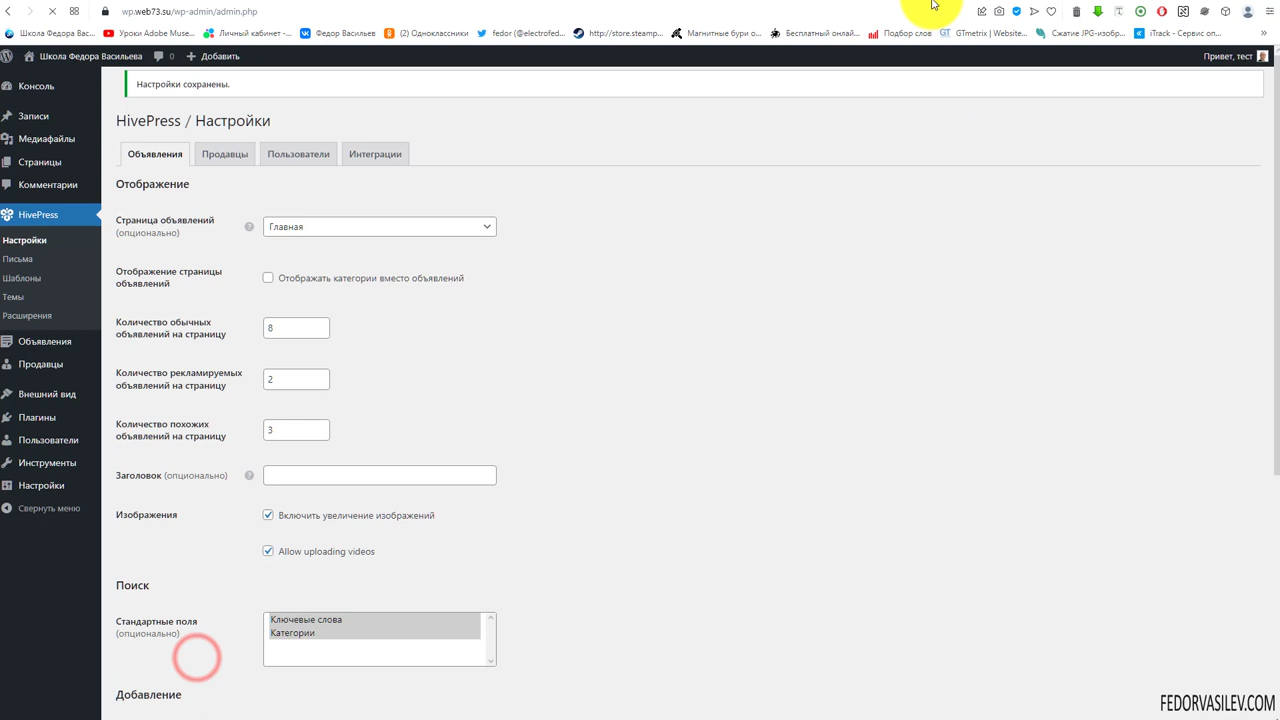 wp.web73.su/wp-admin/admin.php
Школа Федора Вас...
Уроки Adobe Muse...
Личный кабинет -...
Федор Васильев
(2) Одноклассники
fedor (@electrofed...
http://store.steamp...
Магнитные бури о...
Бесплатный онлай...
Подбор слов
GTmetrix | Website...
Сжатие JPG-изобр...
iTrack - Сервис оп...
»
Школа Федора Васильева
0
Добавить
Привет, тест
Консоль
Записи
Медиафайлы
Страницы
Комментарии
HivePress
Настройки
Письма
Шаблоны
Темы
Расширения
Объявления
Продавцы
Внешний вид
Плагины
Пользователи
Инструменты
Настройки
Свернуть меню
Настройки сохранены.
HivePress / Настройки
Объявления
Продавцы
Пользователи
Интеграции
Отображение
Страница объявлений
(опционально)
?
Главная
Отображение страницы
объявлений
Отображать категории вместо объявлений
Количество обычных
объявлений на страницу
8
Количество рекламируемых
объявлений на страницу
2
Количество похожих
объявлений на страницу
3
Заголовок (опционально)
?
Изображения
Включить увеличение изображений
Allow uploading videos
Поиск
Стандартные поля
(опционально)
Ключевые слова
Категории
Добавление
FEDORVASILEV.COM